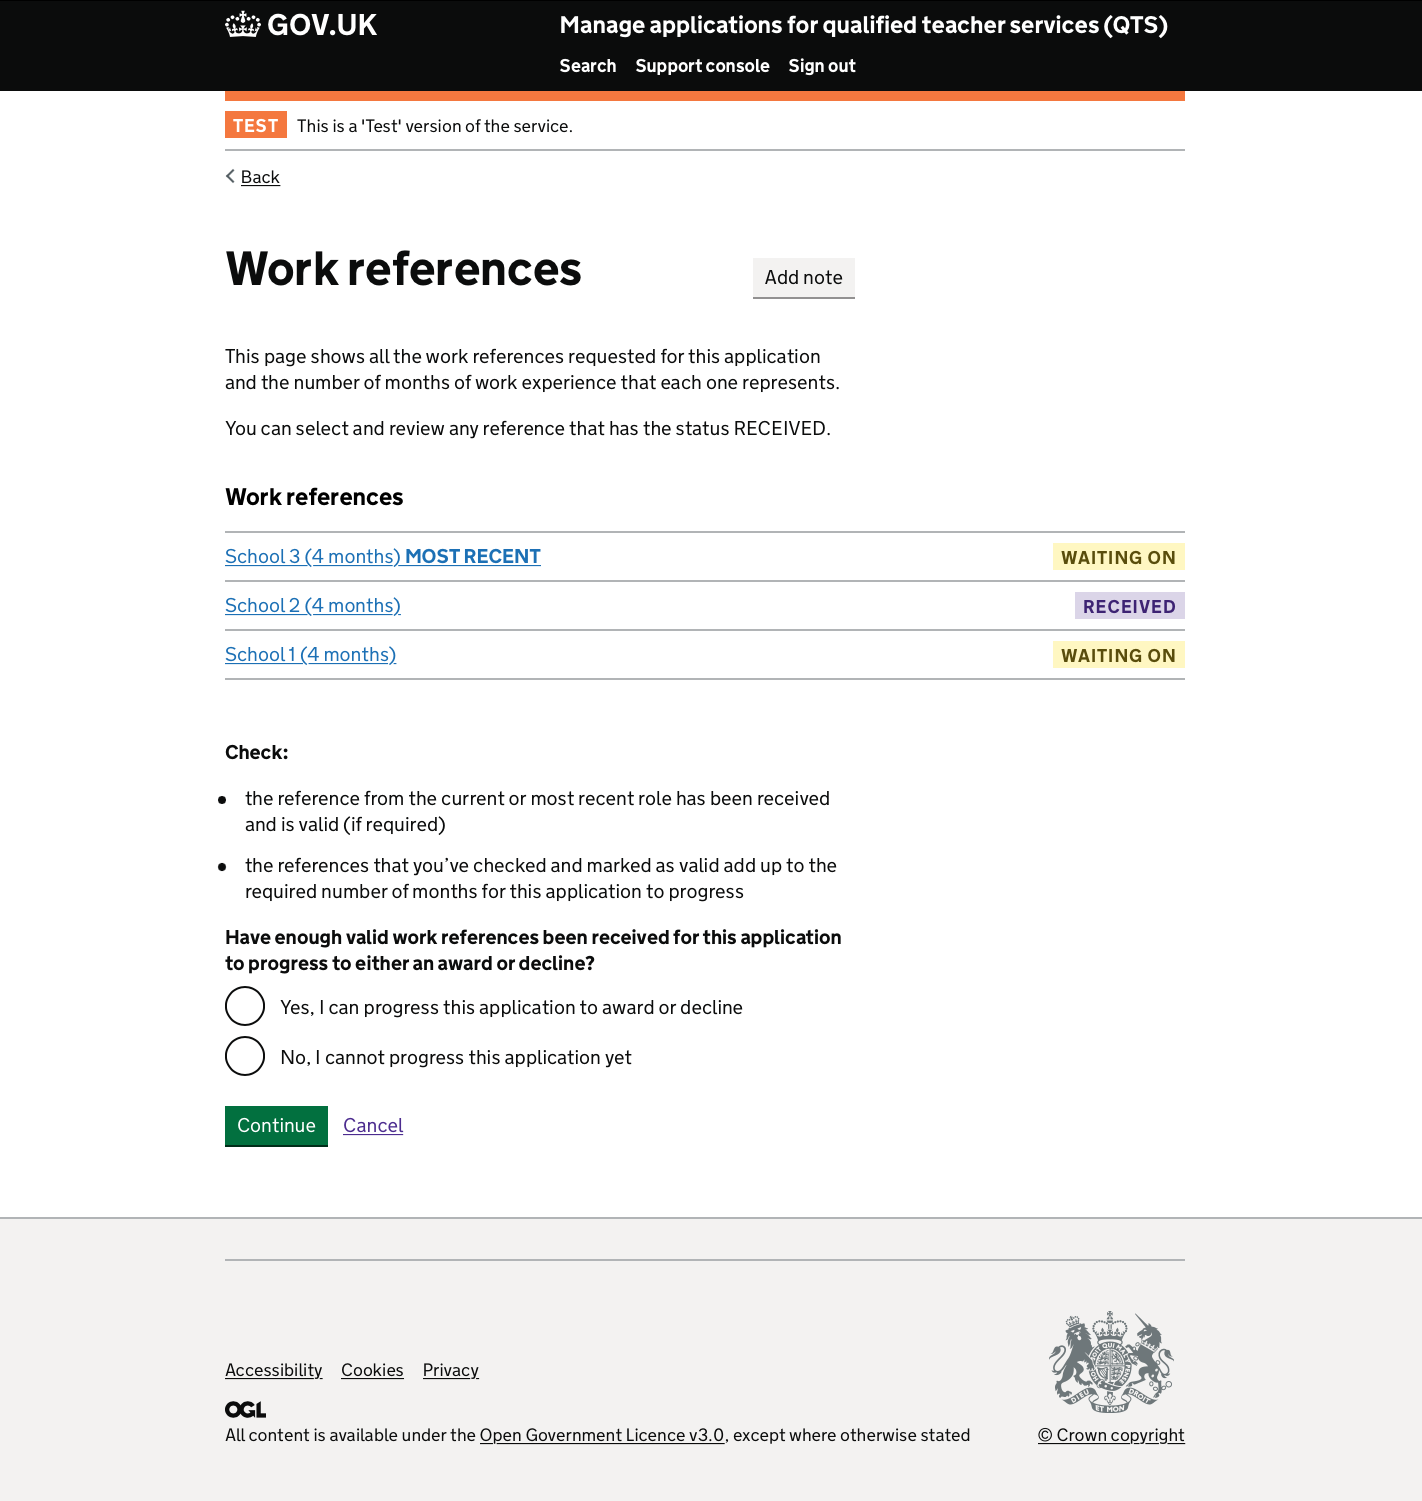 GOV.UK
Manage applications for qualified teacher services (QTS)
Search Support console Sign out
TEST This is a 'Test' version of the service.
Back
Work references
Add note
This page shows all the work references requested for this application
and the number of months of work experience that each one represents.
You can select and review any reference that has the status RECEIVED.
Work references
School 3 (4 months) MOST RECENT WAITING ON
School 2 (4 months) RECEIVED
School 1 (4 months) WAITING ON
Check:
the reference from the current or most recent role has been received
and is valid (if required)
the references that you’ve checked and marked as valid add up to the
required number of months for this application to progress
Have enough valid work references been received for this application
to progress to either an award or decline?
Yes, I can progress this application to award or decline
No, I cannot progress this application yet
Continue Cancel
Accessibility Cookies Privacy
OGL
All content is available under the Open Government Licence v3.0, except where otherwise stated
DIEU ET MON DROIT
© Crown copyright